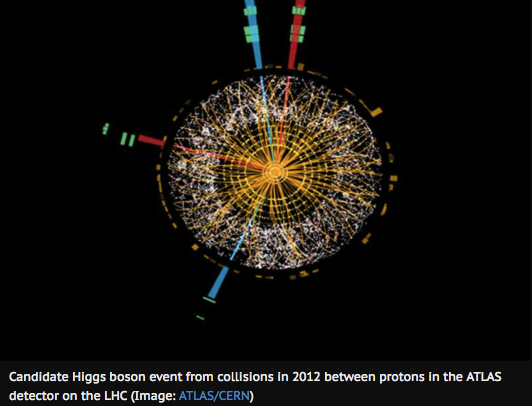 Candidate Higgs boson event from collisions in 2012 between protons in the ATLAS
detector on the LHC (Image: ATLAS/CERN)